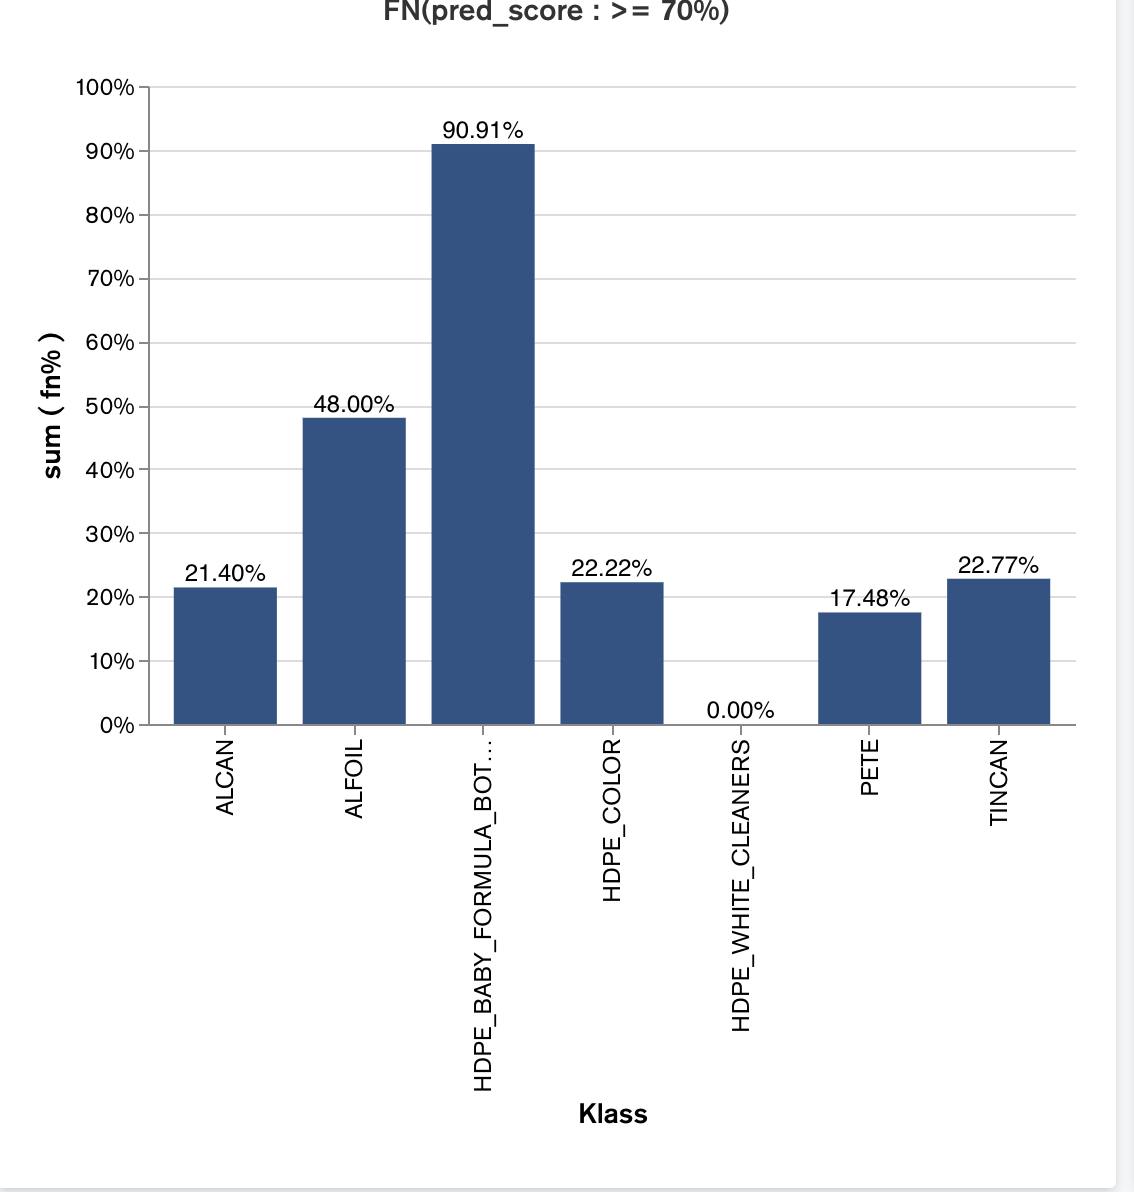 FN(pred_score : >= 70%)
100%
90%
80%
70%
60%
50%
40%
30%
20%
10%
0%
sum ( fn% )
21.40%
48.00%
90.91%
22.22%
0.00%
17.48%
22.77%
ALCAN
ALFOIL
HDPE_BABY_FORMULA_BOT...
HDPE_COLOR
HDPE_WHITE_CLEANERS
PETE
TINCAN
Klass